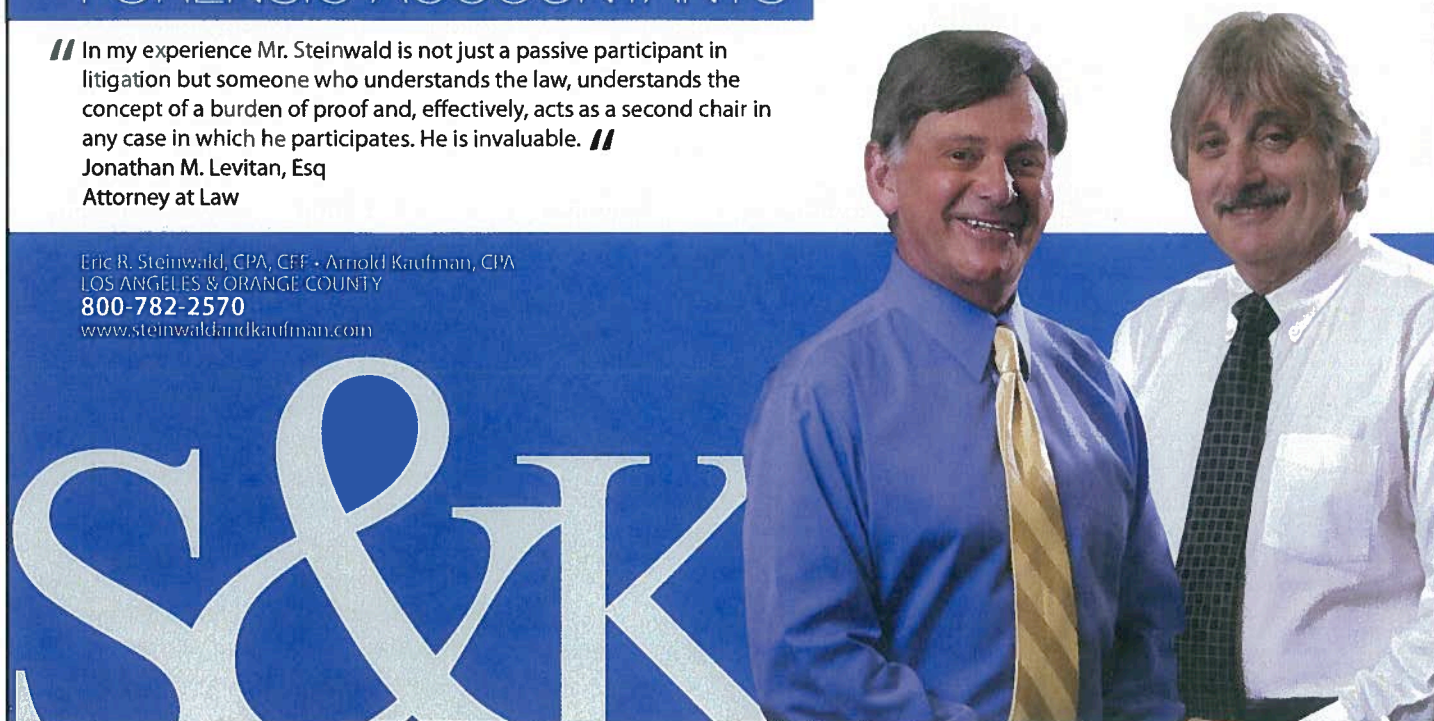 FORENSIC ACCOUNTANTS
" In my experience Mr. Steinwald is not just a passive participant in
litigation but someone who understands the law, understands the
concept of a burden of proof and, effectively, acts as a second chair in
any case in which he participates. He is invaluable. "
Jonathan M. Levitan, Esq
Attorney at Law
Eric R. Steinwald, CPA, CFF • Arnold Kaufman, CPA
LOS ANGELES & ORANGE COUNTY
800-782-2570
www.steinwaldandkaufman.com
S&K